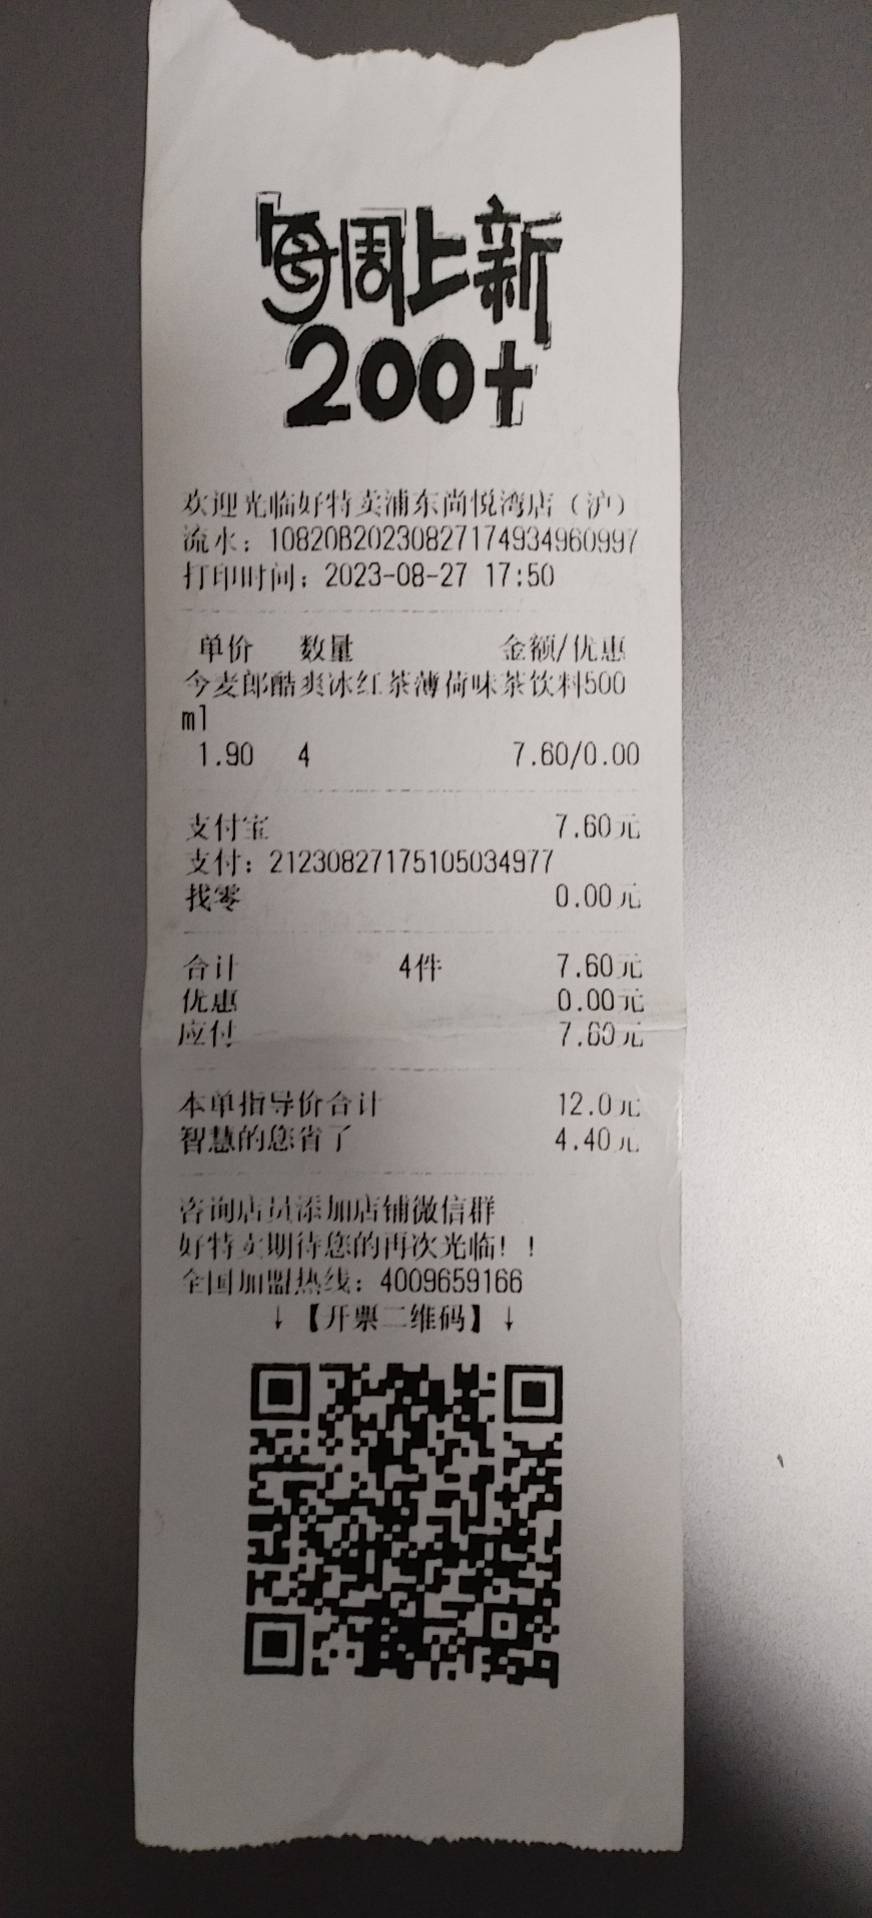 每周上新
200+
欢迎光临好特卖浦东尚悦湾店（沪）
流水：10820B20230827174934960997
打印时间：2023-08-27 17:50
单价 数量 金额/优惠
今麦郎酷爽冰红茶薄荷味茶饮料500
ml
1.90 4 7.60/0.00
支付宝 7.60元
支付：21230827175105034977
找零 0.00元
合计 4件 7.60元
优惠 0.00元
应付 7.60元
本单指导价合计 12.0元
智慧的您省了 4.40元
咨询店员添加店铺微信群
好特卖期待您的再次光临！！
全国加盟热线：4009659166
↓【开票二维码】↓